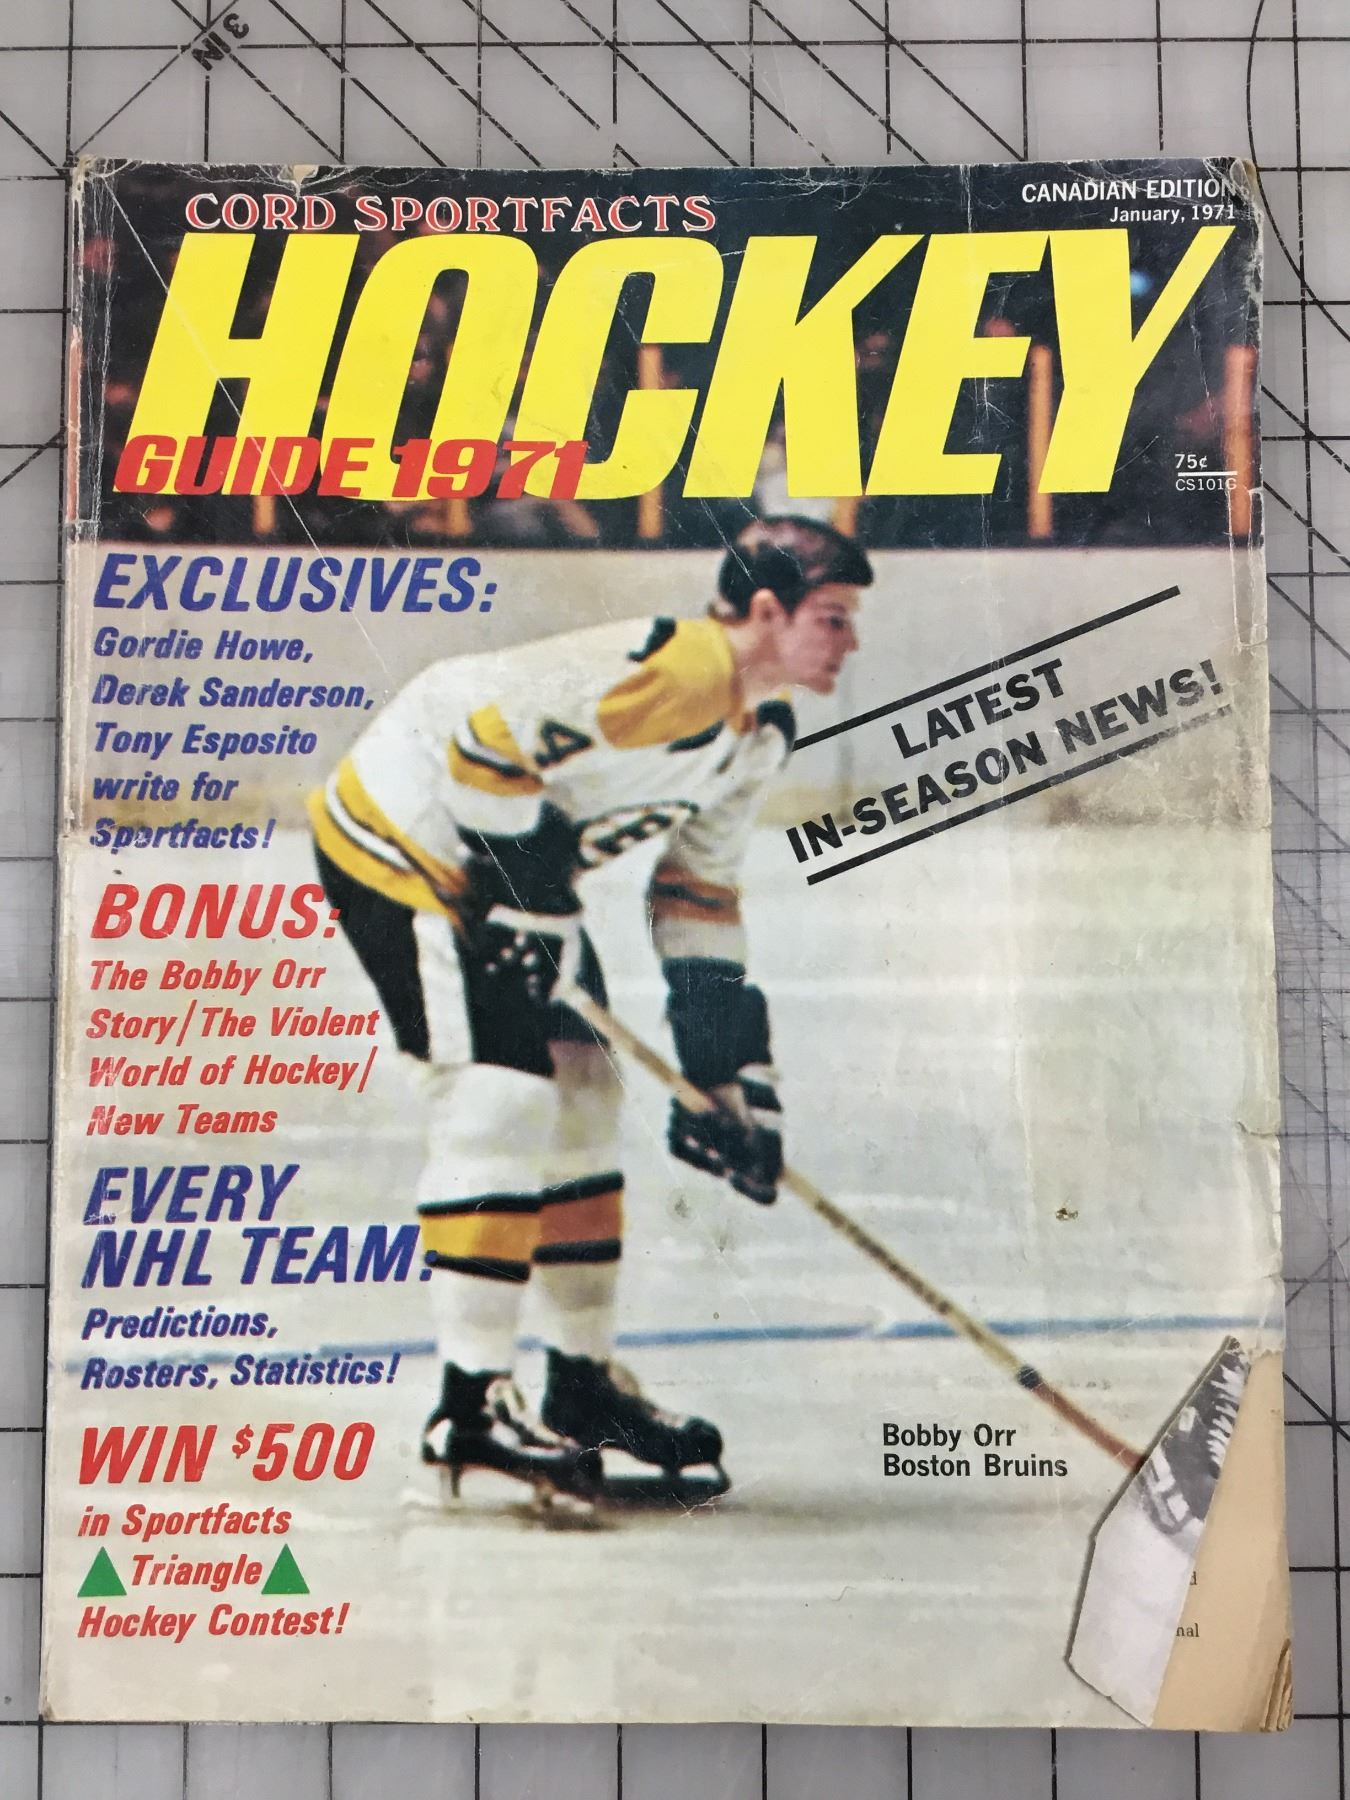 3 IN
CORD SPORTFACTS
CANADIAN EDITION
January, 1971
HOCKEY
GUIDE 1971
75¢
CS101G
EXCLUSIVES:
Gordie Howe,
Derek Sanderson,
Tony Esposito
write for
Sportfacts!
LATEST
IN-SEASON NEWS!
4
BONUS:
The Bobby Orr
Story/The Violent
World of Hockey/
New Teams
EVERY
NHL TEAM:
Predictions,
Rosters, Statistics!
WIN $500
in Sportfacts
Triangle
Hockey Contest!
Bobby Orr
Boston Bruins